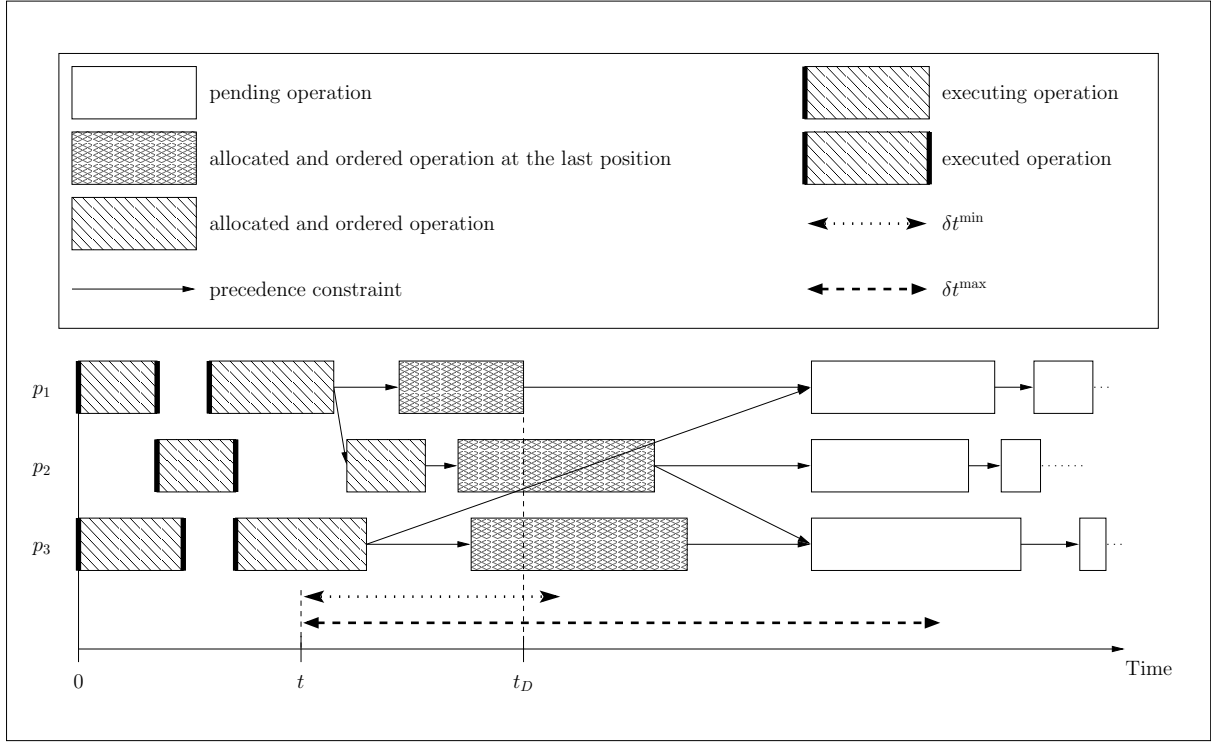 pending operation
allocated and ordered operation at the last position
allocated and ordered operation
precedence constraint
executing operation
executed operation
δt^min
δt^max
p₁
p₂
p₃
0
t
t_D
Time